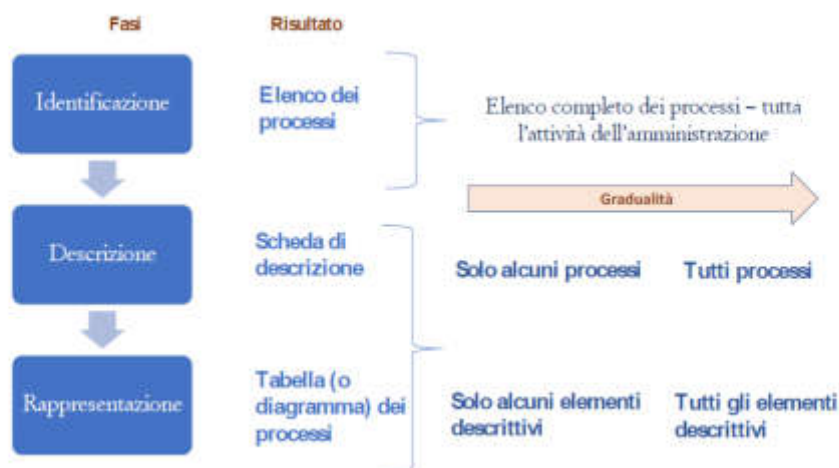 Fasi
Risultato
Identificazione
Elenco dei
processi
Elenco completo dei processi – tutta
l'attività dell'amministrazione
Gradualità
Descrizione
Scheda di
descrizione
Solo alcuni processi
Tutti processi
Rappresentazione
Tabella (o
diagramma) dei
processi
Solo alcuni elementi
descrittivi
Tutti gli elementi
descrittivi